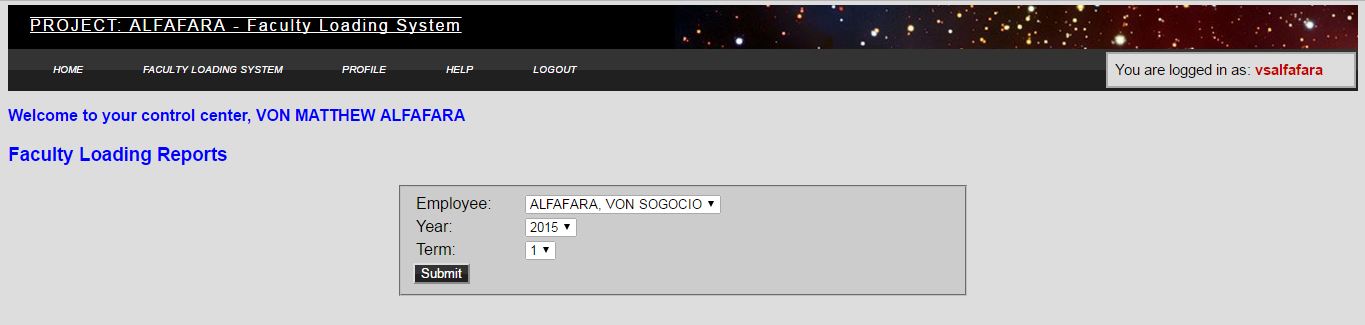 PROJECT: ALFAFARA - Faculty Loading System
HOME FACULTY LOADING SYSTEM PROFILE HELP LOGOUT You are logged in as: vsalfafara
Welcome to your control center, VON MATTHEW ALFAFARA
Faculty Loading Reports
Employee: ALFAFARA, VON SOGOCIO
Year: 2015
Term: 1
Submit